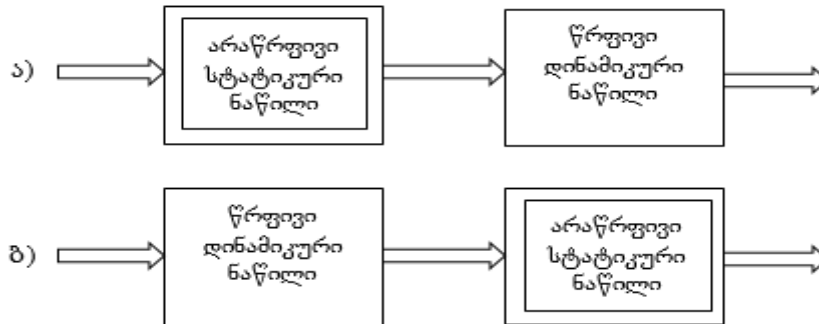 ა)
არაწრფივი
სტატიკური
ნაწილი
წრფივი
დინამიკური
ნაწილი
ბ)
წრფივი
დინამიკური
ნაწილი
არაწრფივი
სტატიკური
ნაწილი